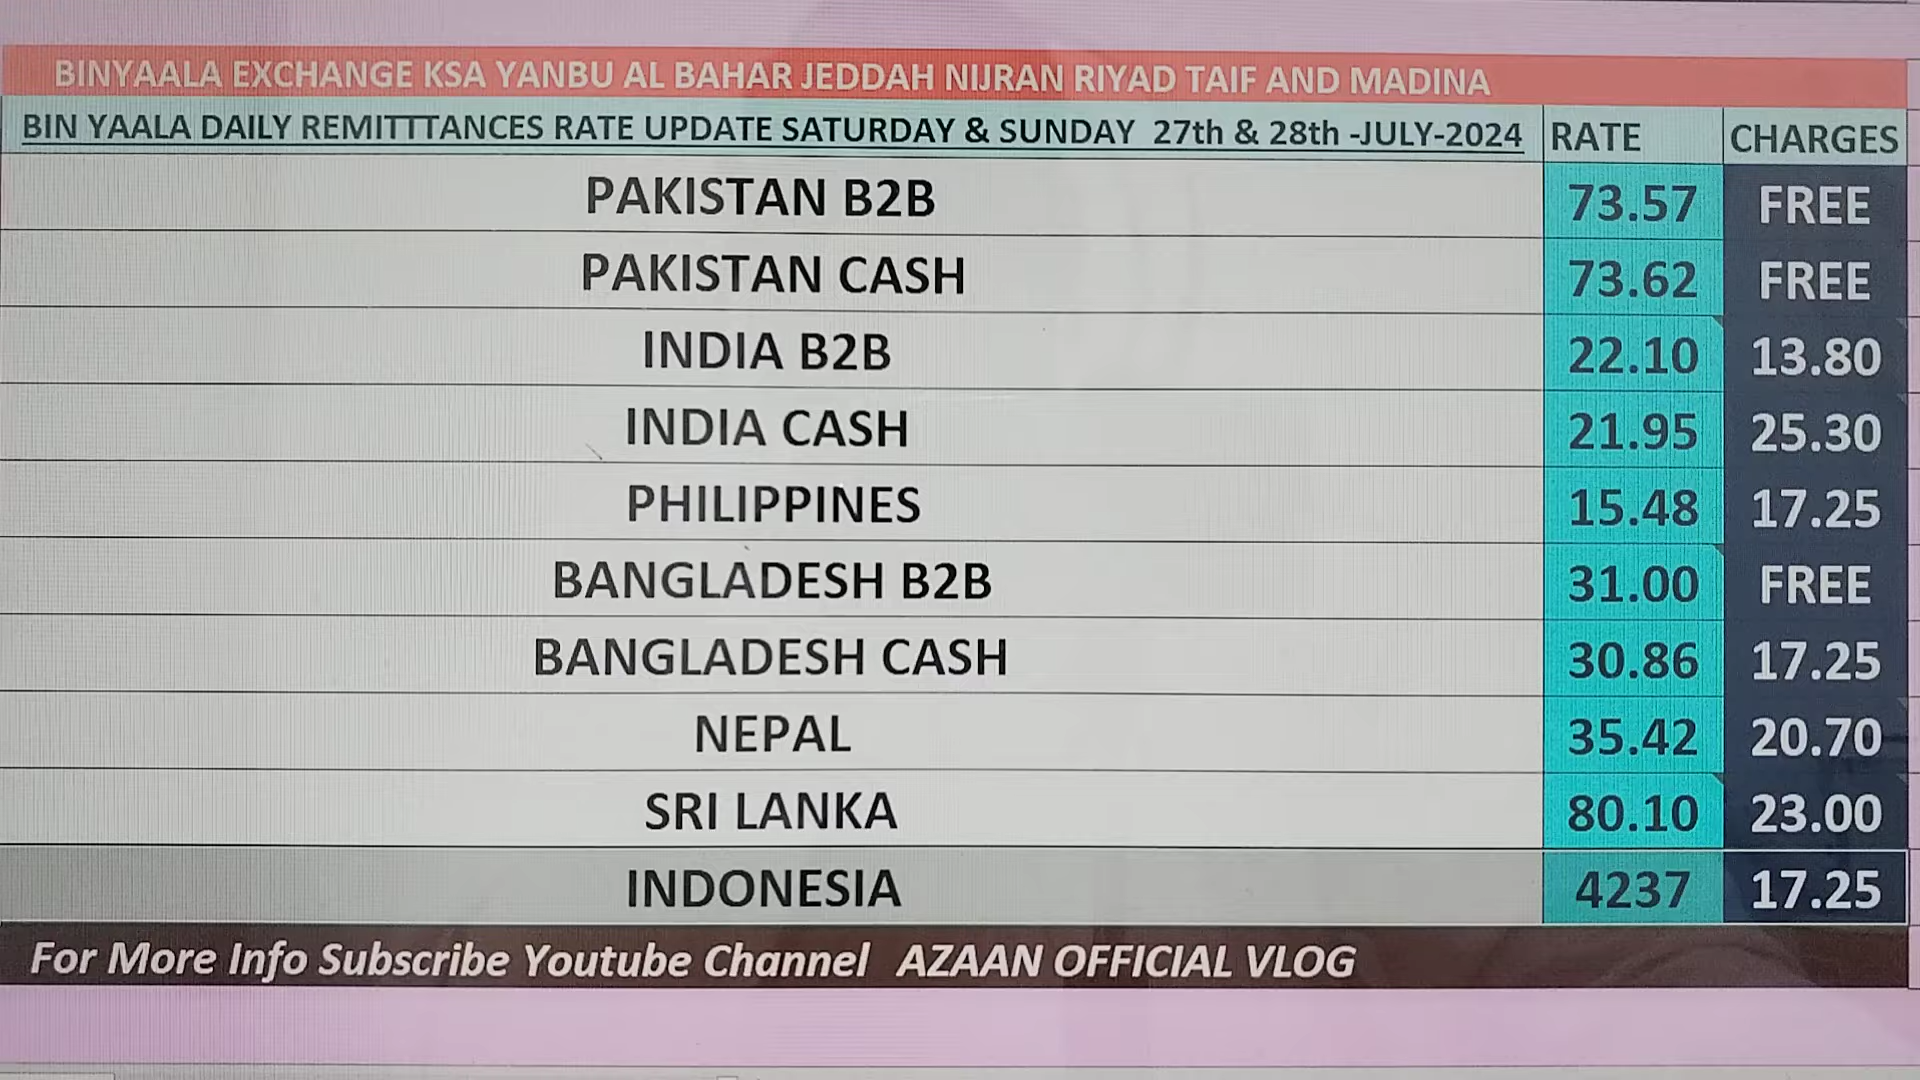 BINYAALA EXCHANGE KSA YANBU AL BAHAR JEDDAH NIJRAN RIYAD TAIF AND MADINA
BIN YAALA DAILY REMITTTANCES RATE UPDATE SATURDAY & SUNDAY 27th & 28th -JULY-2024 RATE CHARGES
PAKISTAN B2B 73.57 FREE
PAKISTAN CASH 73.62 FREE
INDIA B2B 22.10 13.80
INDIA CASH 21.95 25.30
PHILIPPINES 15.48 17.25
BANGLADESH B2B 31.00 FREE
BANGLADESH CASH 30.86 17.25
NEPAL 35.42 20.70
SRI LANKA 80.10 23.00
INDONESIA 4237 17.25
For More Info Subscribe Youtube Channel AZAAN OFFICIAL VLOG